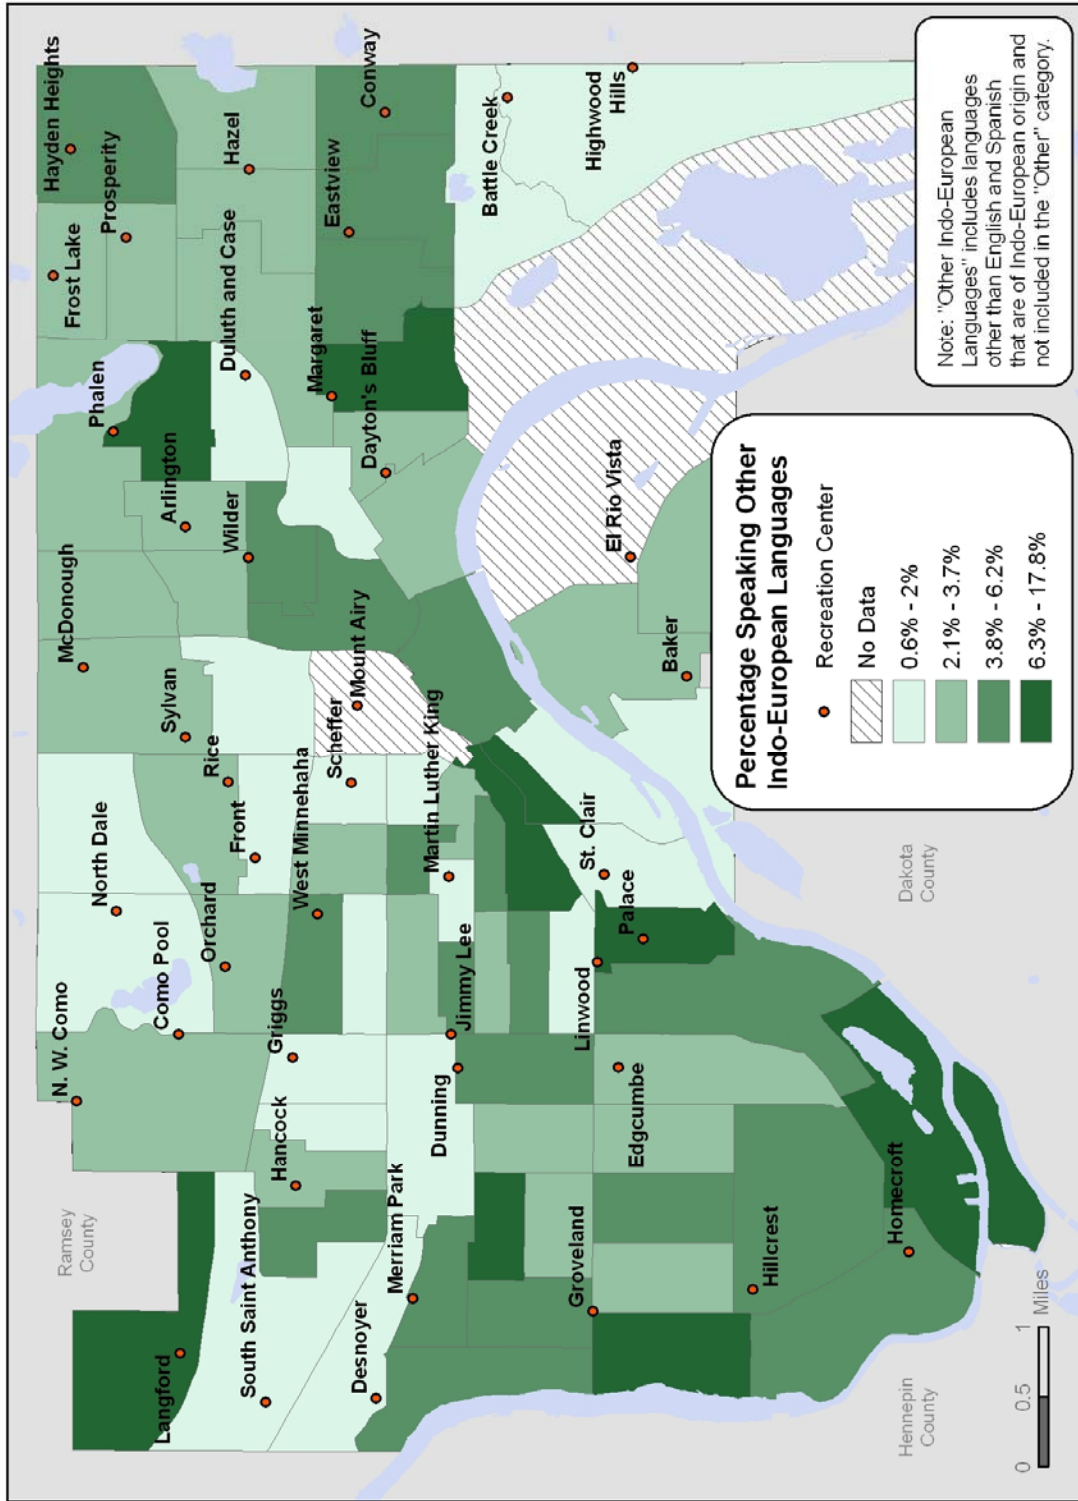 Ramsey
County
N. W. Como
North Dale
McDonough
Phalen
Frost Lake
Hayden Heights
Prosperity
Langford
Como Pool
Sylvan
Arlington
South Saint Anthony
Orchard
Rice
Wilder
Duluth and Case
Hazel
Hancock
Griggs
Front
West Minnehaha
Desnoyer
Scheffer
Mount Airy
Margaret
Eastview
Merriam Park
Dayton's Bluff
Conway
Dunning
Jimmy Lee
Martin Luther King
Battle Creek
Groveland
Edgcumbe
Linwood
St. Clair
Palace
El Rio Vista
Highwood
Hills
Baker
Hillcrest
Homecroft
Hennepin
County
Dakota
County
0
0.5
1
Miles
Percentage Speaking Other
Indo-European Languages
Recreation Center
No Data
0.6% - 2%
2.1% - 3.7%
3.8% - 6.2%
6.3% - 17.8%
Note: "Other Indo-European
Languages" includes languages
other than English and Spanish
that are of Indo-European origin and
not included in the "Other" category.